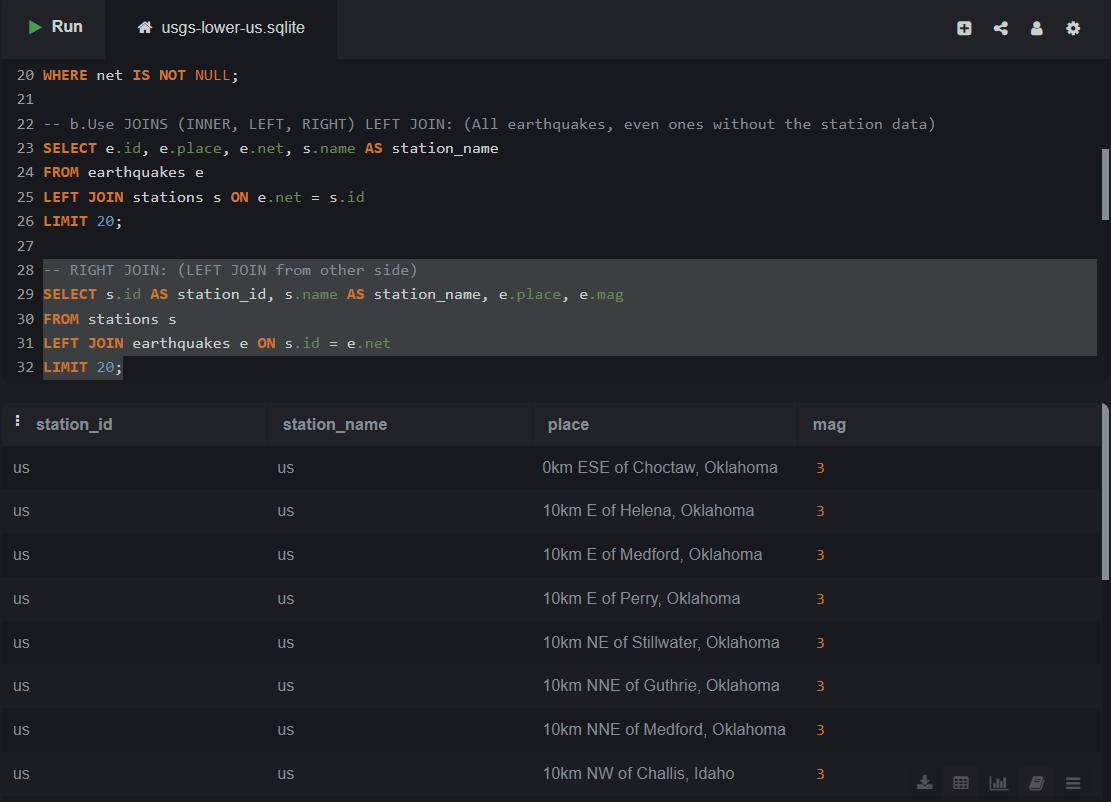 Run
usgs-lower-us.sqlite
20 WHERE net IS NOT NULL;
21
22 -- b.Use JOINS (INNER, LEFT, RIGHT) LEFT JOIN: (All earthquakes, even ones without the station data)
23 SELECT e.id, e.place, e.net, s.name AS station_name
24 FROM earthquakes e
25 LEFT JOIN stations s ON e.net = s.id
26 LIMIT 20;
27
28 -- RIGHT JOIN: (LEFT JOIN from other side)
29 SELECT s.id AS station_id, s.name AS station_name, e.place, e.mag
30 FROM stations s
31 LEFT JOIN earthquakes e ON s.id = e.net
32 LIMIT 20;
station_id station_name place mag
us us 0km ESE of Choctaw, Oklahoma 3
us us 10km E of Helena, Oklahoma 3
us us 10km E of Medford, Oklahoma 3
us us 10km E of Perry, Oklahoma 3
us us 10km NE of Stillwater, Oklahoma 3
us us 10km NNE of Guthrie, Oklahoma 3
us us 10km NNE of Medford, Oklahoma 3
us us 10km NW of Challis, Idaho 3